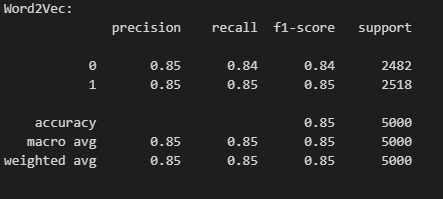 Word2Vec:
precision recall f1-score support
0 0.85 0.84 0.84 2482
1 0.85 0.85 0.85 2518
accuracy 0.85 5000
macro avg 0.85 0.85 0.85 5000
weighted avg 0.85 0.85 0.85 5000